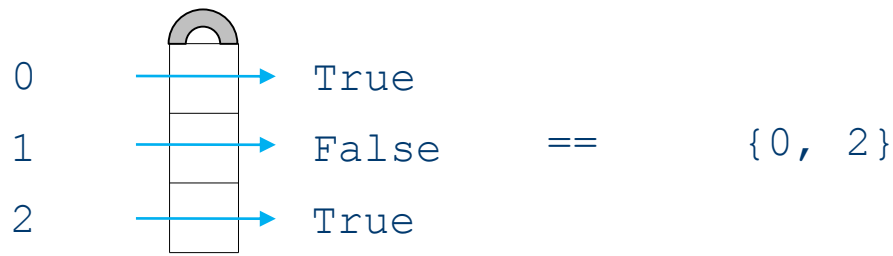 0 True
1 False == {0, 2}
2 True